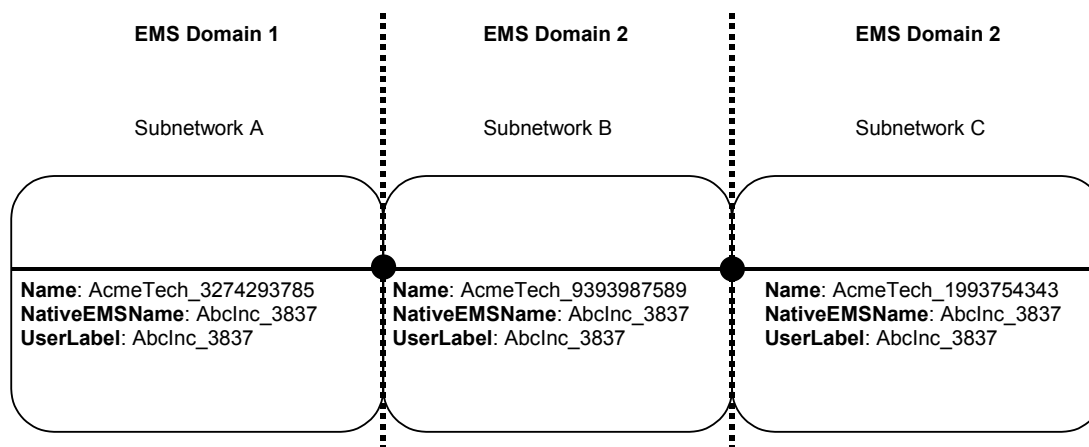 EMS Domain 1
EMS Domain 2
EMS Domain 2
Subnetwork A
Subnetwork B
Subnetwork C
Name: AcmeTech_3274293785
NativeEMSName: AbcInc_3837
UserLabel: AbcInc_3837
Name: AcmeTech_9393987589
NativeEMSName: AbcInc_3837
UserLabel: AbcInc_3837
Name: AcmeTech_1993754343
NativeEMSName: AbcInc_3837
UserLabel: AbcInc_3837